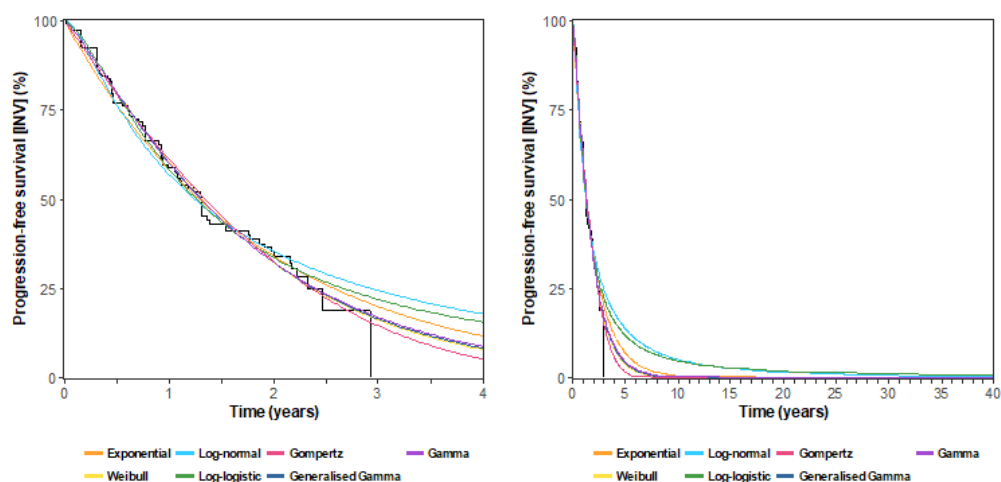 Progression-free survival [INV] (%)
100
75
50
25
0
0 1 2 3 4
Time (years)
Exponential Log-normal Gompertz Gamma
Weibull Log-logistic Generalised Gamma
Progression-free survival [INV] (%)
100
75
50
25
0
0 5 10 15 20 25 30 35 40
Time (years)
Exponential Log-normal Gompertz Gamma
Weibull Log-logistic Generalised Gamma